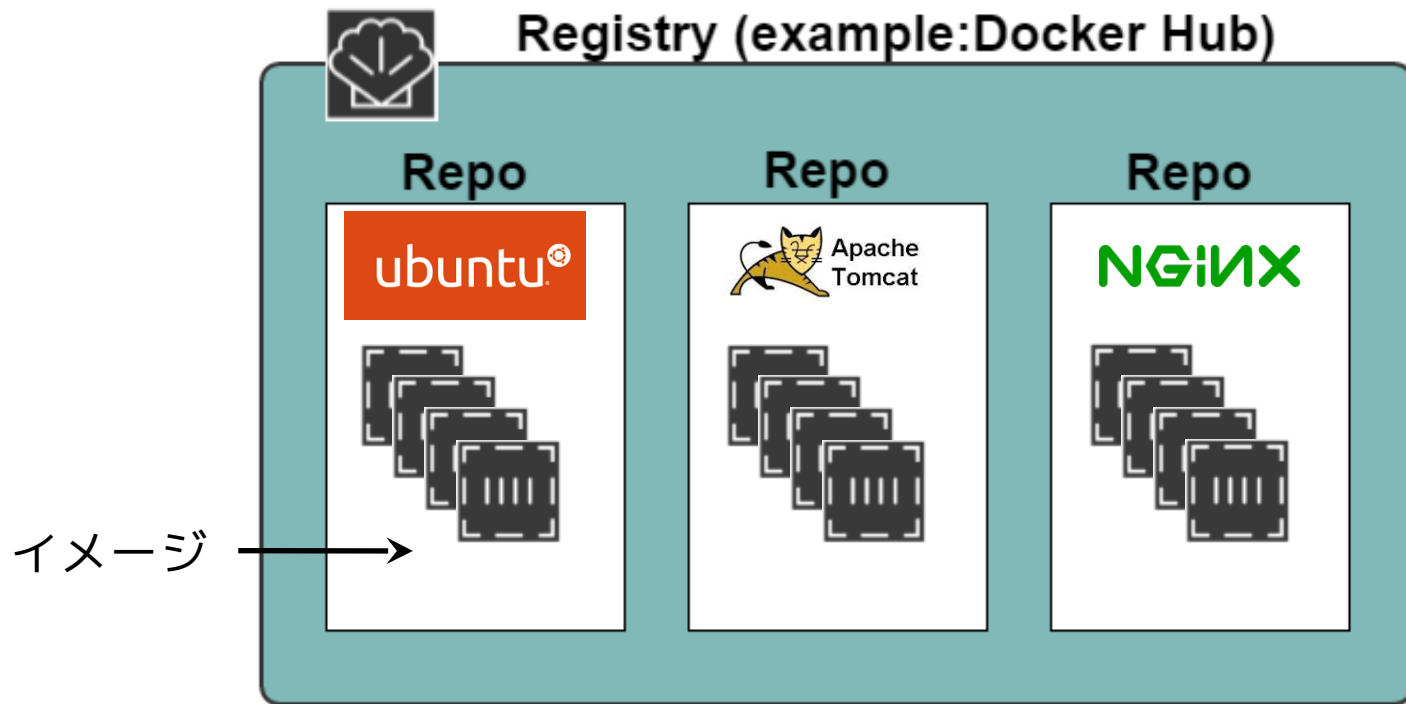 Registry (example:Docker Hub)
Repo
Repo
Repo
ubuntu
Apache
Tomcat
NGiNX
イメージ